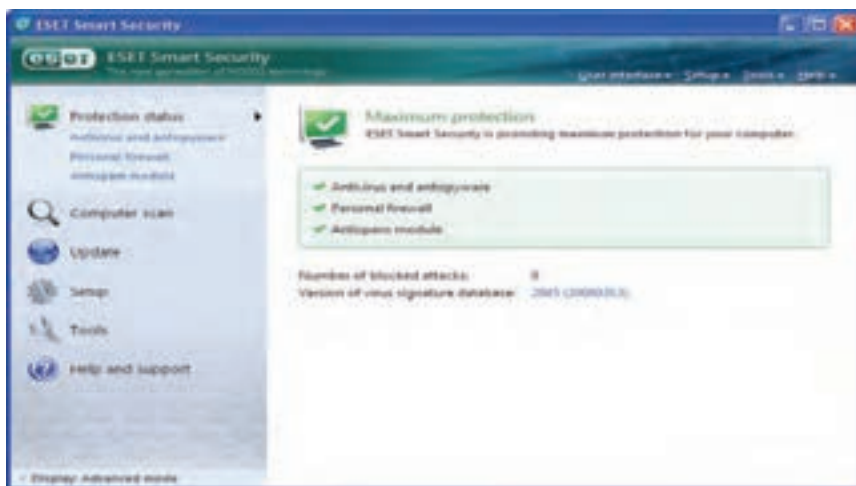 ESET Smart Security
eset ESET Smart Security
User interface Setup Tools Help
Protection status
Antivirus and antispyware
Personal firewall
Antispam module
Computer scan
Update
Setup
Tools
Help and support
Display: Advanced mode
Maximum protection
ESET Smart Security is providing maximum protection for your computer.
Antivirus and antispyware
Personal firewall
Antispam module
Number of blocked attacks: 0
Version of virus signature database: